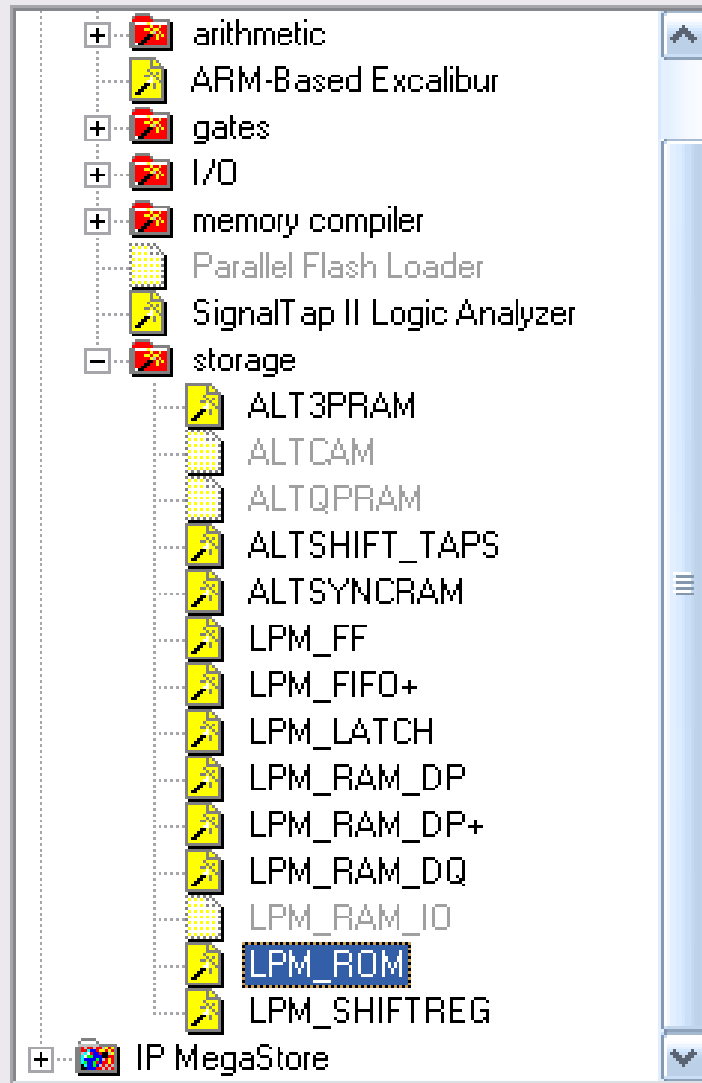 arithmetic
ARM-Based Excalibur
gates
I/O
memory compiler
Parallel Flash Loader
SignalTap II Logic Analyzer
storage
ALT3PRAM
ALTCAM
ALTQPRAM
ALTSHIFT_TAPS
ALTSYNCRAM
LPM_FF
LPM_FIFO+
LPM_LATCH
LPM_RAM_DP
LPM_RAM_DP+
LPM_RAM_DQ
LPM_RAM_IO
LPM_ROM
LPM_SHIFTREG
IP MegaStore